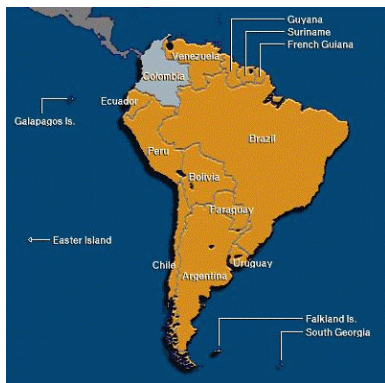 Guyana
Suriname
French Guiana
Venezuela
Colombia
Ecuador
Galapagos Is.
Brazil
Peru
Bolivia
Paraguay
Easter Island
Chile
Uruguay
Argentina
Falkland Is.
South Georgia